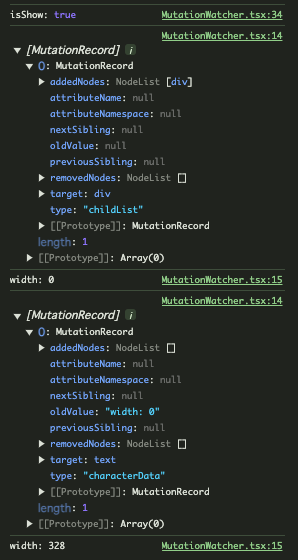 isShow: true MutationWatcher.tsx:34
MutationWatcher.tsx:14
[MutationRecord] i
0: MutationRecord
addedNodes: NodeList [div]
attributeName: null
attributeNamespace: null
nextSibling: null
oldValue: null
previousSibling: null
removedNodes: NodeList []
target: div
type: "childList"
[[Prototype]]: MutationRecord
length: 1
[[Prototype]]: Array(0)
width: 0 MutationWatcher.tsx:15
MutationWatcher.tsx:14
[MutationRecord] i
0: MutationRecord
addedNodes: NodeList []
attributeName: null
attributeNamespace: null
nextSibling: null
oldValue: "width: 0"
previousSibling: null
removedNodes: NodeList []
target: text
type: "characterData"
[[Prototype]]: MutationRecord
length: 1
[[Prototype]]: Array(0)
width: 328 MutationWatcher.tsx:15